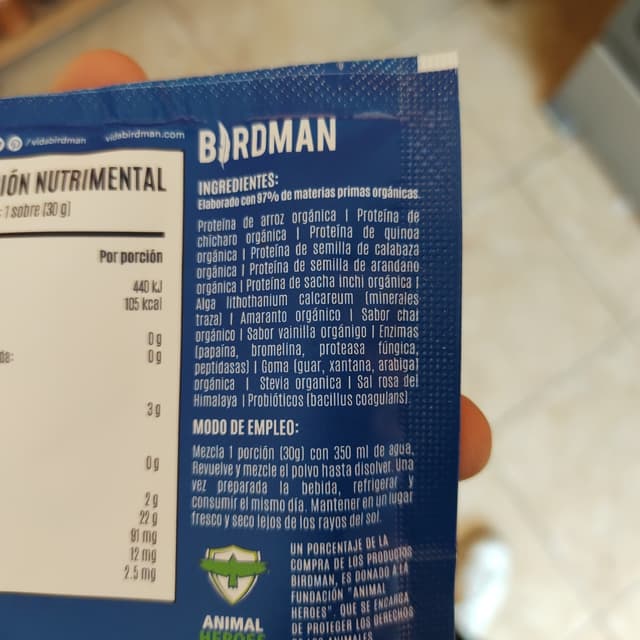 /vidabirdman vidabirdman.com
BIRDMAN
IÓN NUTRIMENTAL
: 1 sobre (30 g)
Por porción
440 kJ
105 kcal
0 g
da: 0 g
3 g
0 g
2 g
22 g
91 mg
12 mg
2.5 mg
INGREDIENTES:
Elaborado con 97% de materias primas orgánicas.
Proteína de arroz orgánica | Proteína de
chícharo orgánica | Proteína de quinoa
orgánica | Proteína de semilla de calabaza
orgánica | Proteína de semilla de arándano
orgánica | Proteína de sacha inchi orgánica |
Alga lithothanium calcareum (minerales
traza) | Amaranto orgánico | Sabor chai
orgánico | Sabor vainilla orgánigo | Enzimas
(papaína, bromelina, proteasa fúngica,
peptidasas) | Goma (guar, xantana, arabiga)
orgánica | Stevia organica | Sal rosa del
Himalaya | Probióticos (bacillus coagulans)
MODO DE EMPLEO:
Mezcla 1 porción (30g) con 350 ml de agua.
Revuelve y mezcle el polvo hasta disolver. Una
vez preparada la bebida, refrigerar y
consumir el mismo día. Mantener en un lugar
fresco y seco lejos de los rayos del sol.
ANIMAL
HEROES
UN PORCENTAJE DE LA
COMPRA DE LOS PRODUCTOS
BIRDMAN, ES DONADO A LA
FUNDACIÓN "ANIMAL
HEROES", QUE SE ENCARGA
DE PROTEGER LOS DERECHOS
DE LOS ANIMALES